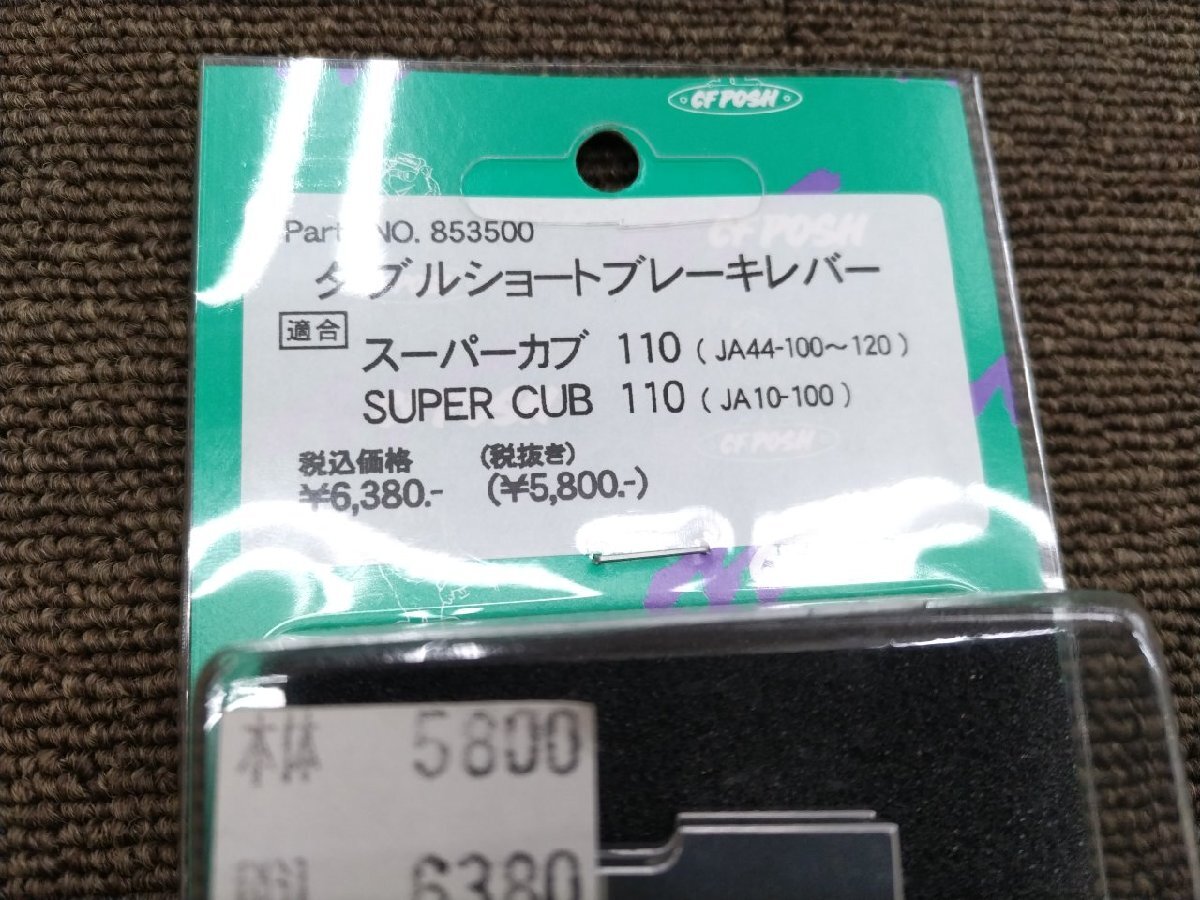 CF POSH
Part NO. 853500
CF POSH
ダブルショートブレーキレバー
適合 スーパーカブ 110 ( JA44-100～120 )
SUPER CUB 110 ( JA10-100 )
CF POSH
税込価格 (税抜き)
¥6,380.- (¥5,800.-)
本体 5800
6380